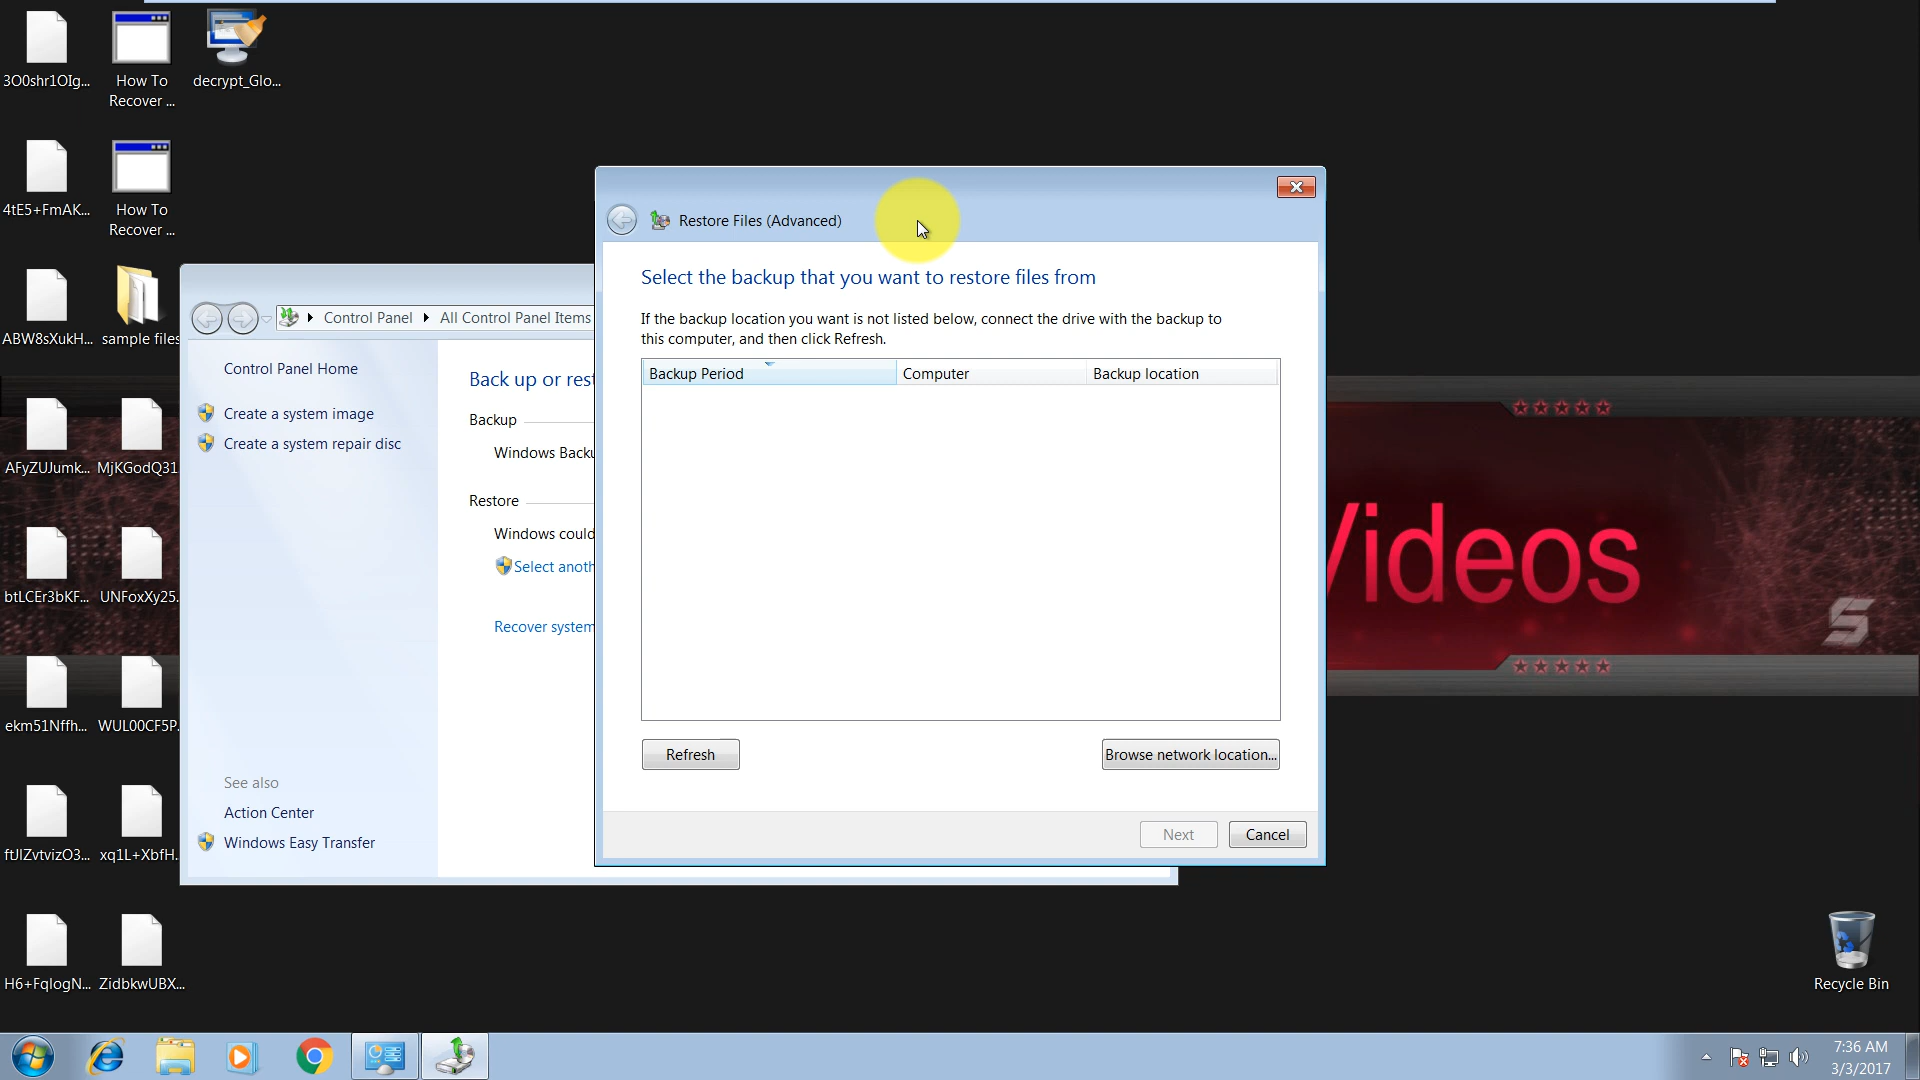 3O0shr1OIg...
How To
Recover ...
decrypt_Glo...
4tE5+FmAK...
How To
Recover ...
ABW8sXukH...
sample files
AFyZUJumk...
MjKGodQ31
btLCEr3bKF...
UNFoxXy25.
ekm51Nffh...
WUL00CF5P.
ftJlZvtvizO3...
xq1L+XbfH.
H6+FqlogN...
ZidbkwUBX...
Control Panel
All Control Panel Items
Control Panel Home
Create a system image
Create a system repair disc
See also
Action Center
Windows Easy Transfer
Back up or rest
Backup
Windows Backu
Restore
Windows could
Select anoth
Recover system
Restore Files (Advanced)
Select the backup that you want to restore files from
If the backup location you want is not listed below, connect the drive with the backup to
this computer, and then click Refresh.
Backup Period
Computer
Backup location
Refresh
Browse network location...
Next
Cancel
Videos
Recycle Bin
7:36 AM
3/3/2017